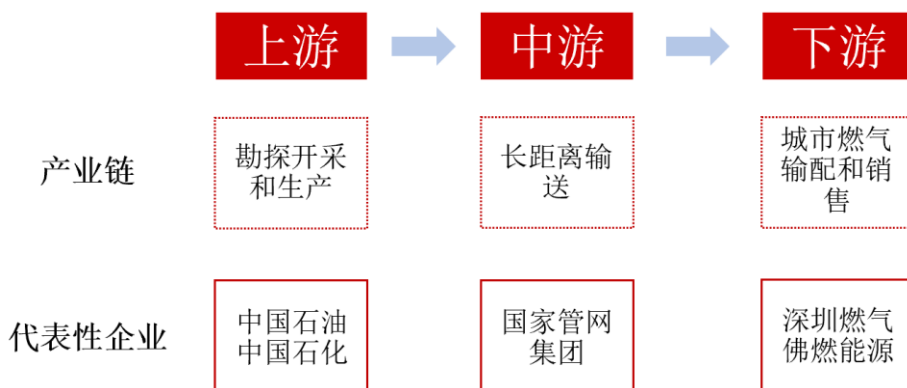 上游
中游
下游
产业链
勘探开采
和生产
长距离输
送
城市燃气
输配和销
售
代表性企业
中国石油
中国石化
国家管网
集团
深圳燃气
佛燃能源